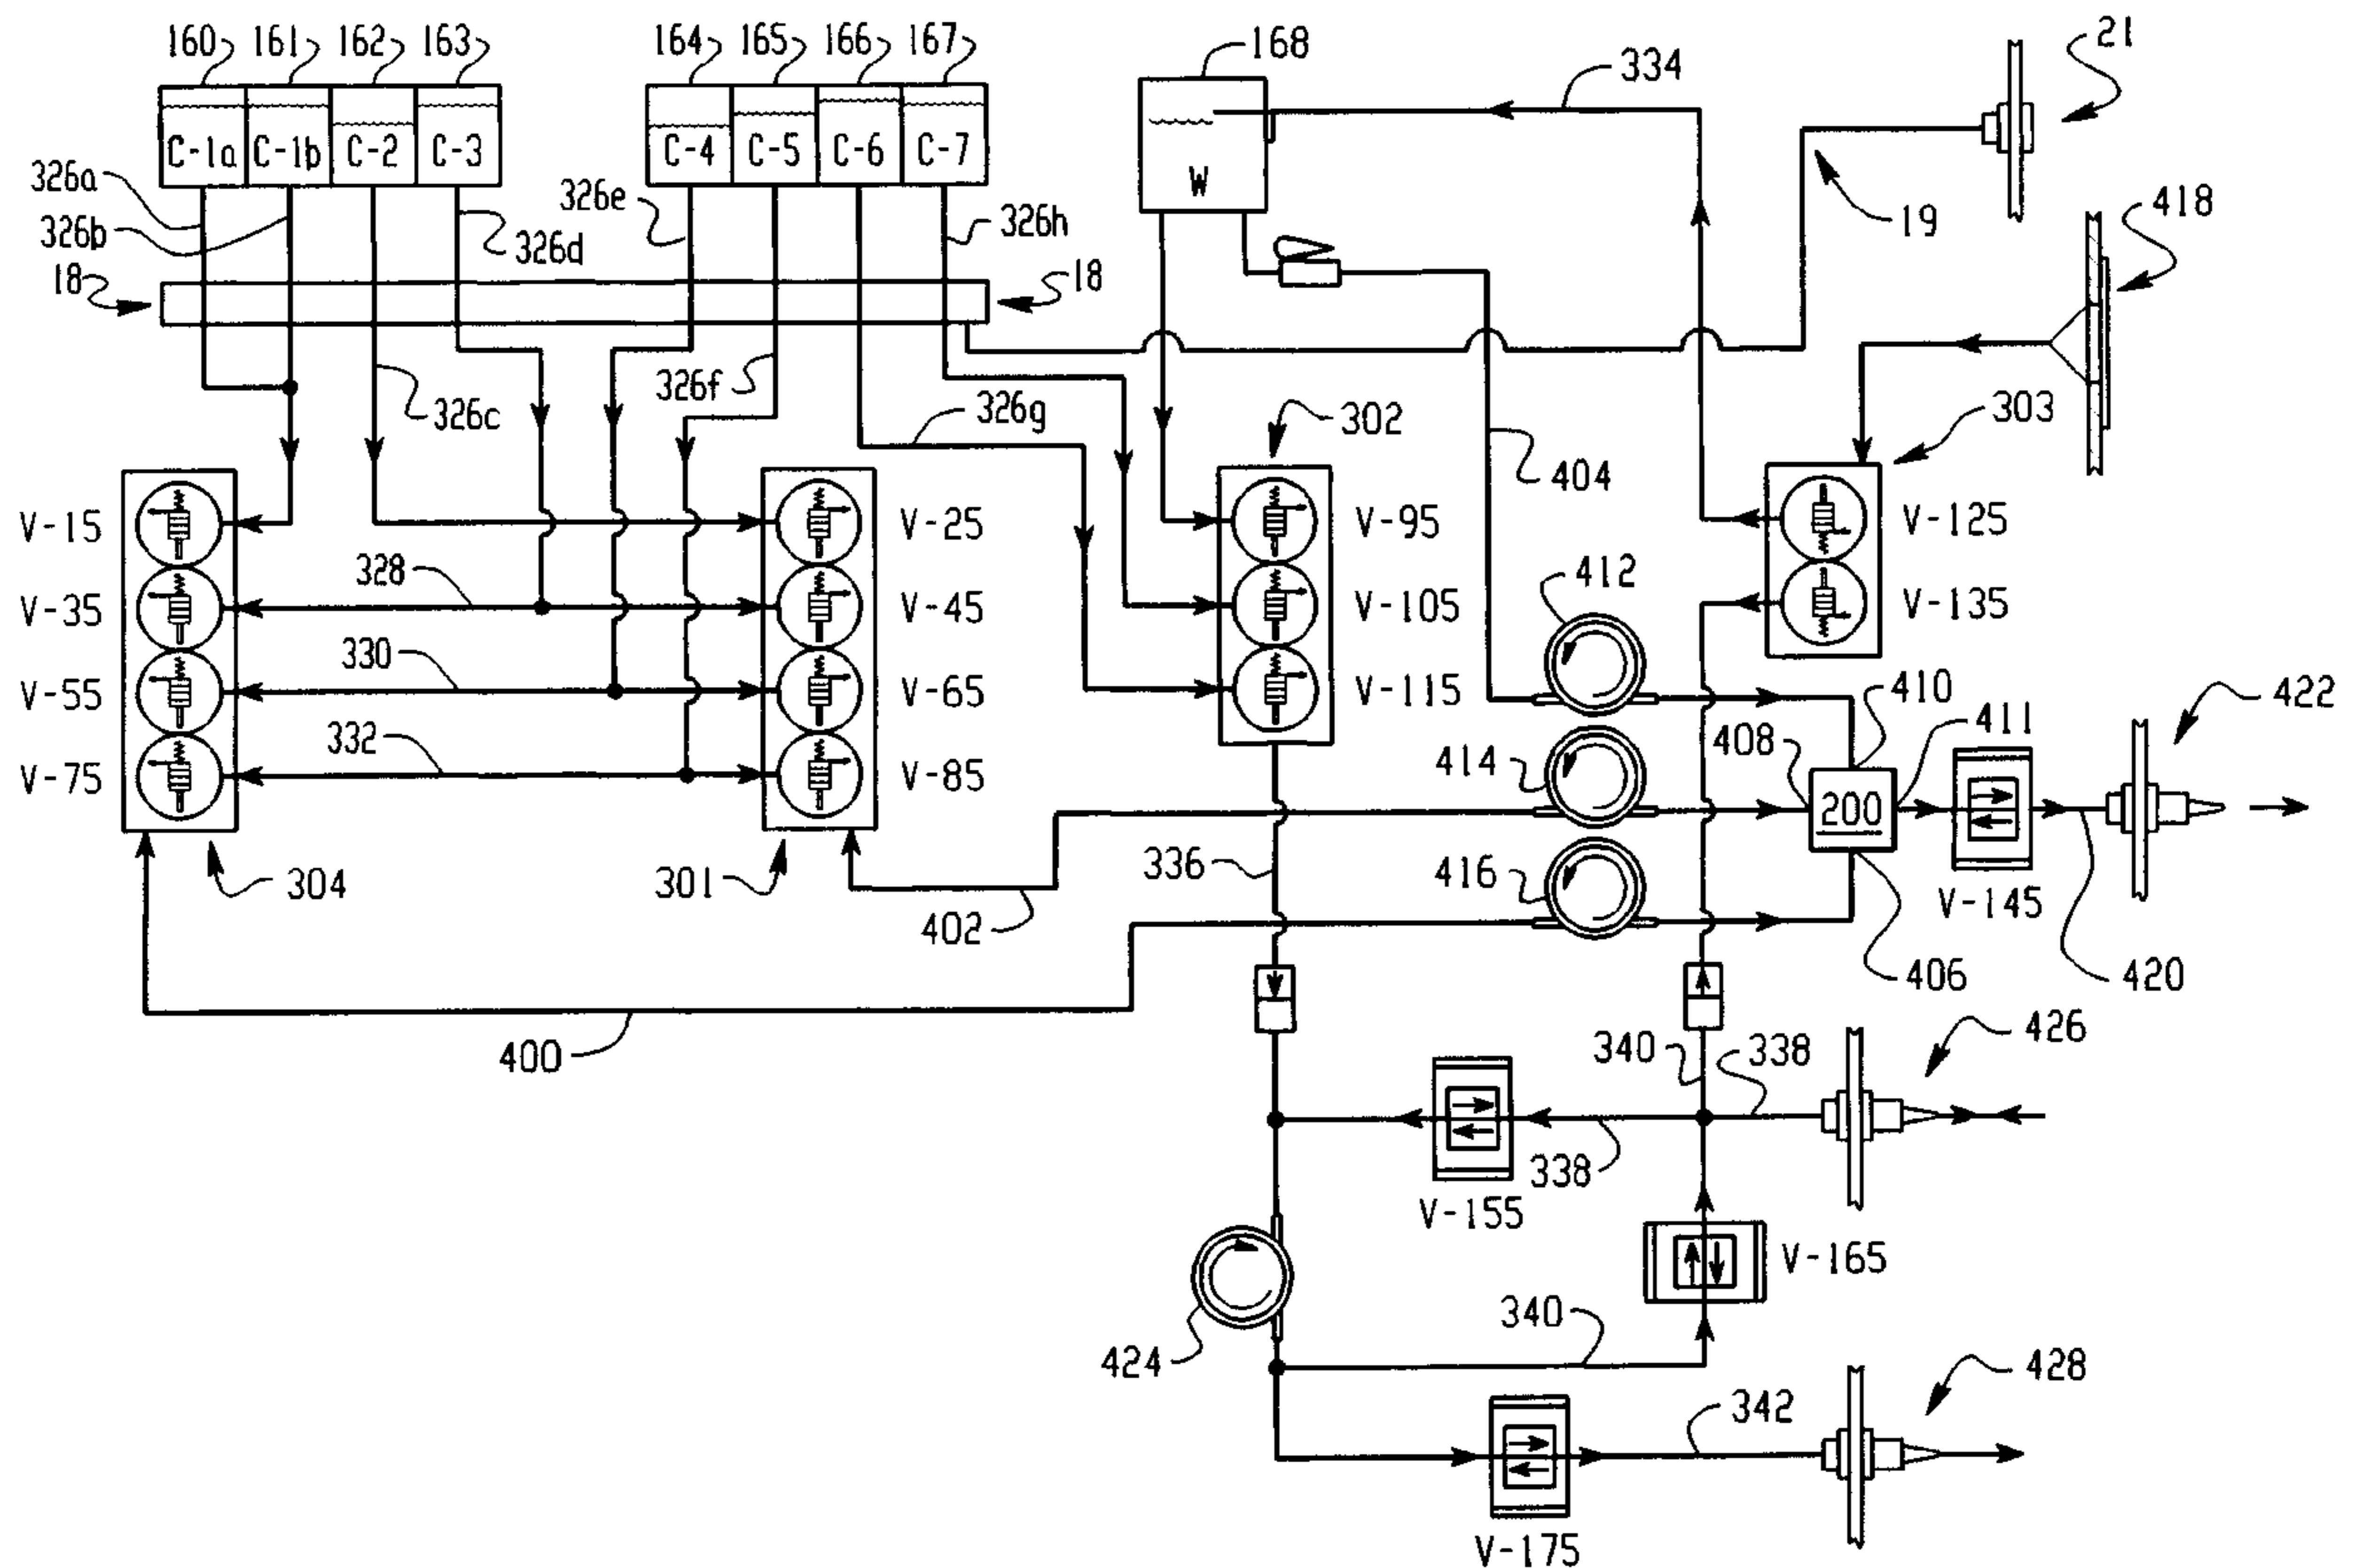 160 161 162 163 164 165 166 167 168 334 21
C-1a C-1b C-2 C-3 C-4 C-5 C-6 C-7 W
326a 326b 326d 326e 326h 19 418
18 18
326c 326f 326g 302 303
404
V-15 V-25 V-95 V-125
328 412
V-35 V-45 V-105 V-135
330
V-55 V-65 V-115 410 422
332 408 411
V-75 V-85 414 200
304 301 336 416 V-145
402 406 420
400 340 338 426
338
V-155 V-165
424 340
342 428
V-175